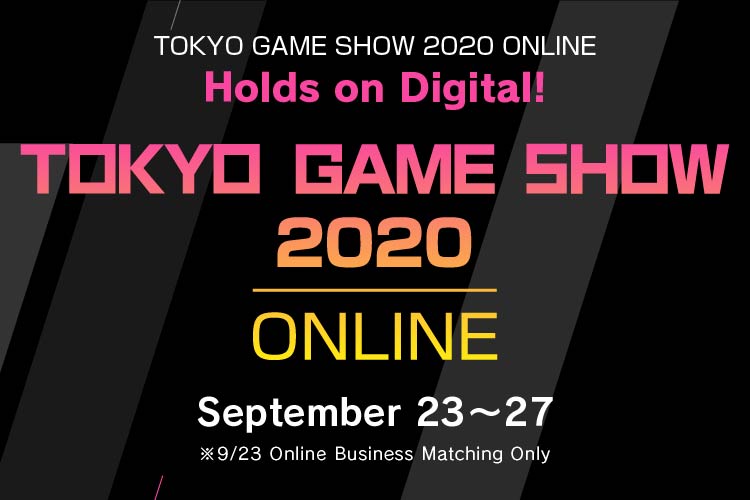 TOKYO GAME SHOW 2020 ONLINE
Holds on Digital!
TOKYO GAME SHOW
2020
ONLINE
September 23～27
※9/23 Online Business Matching Only